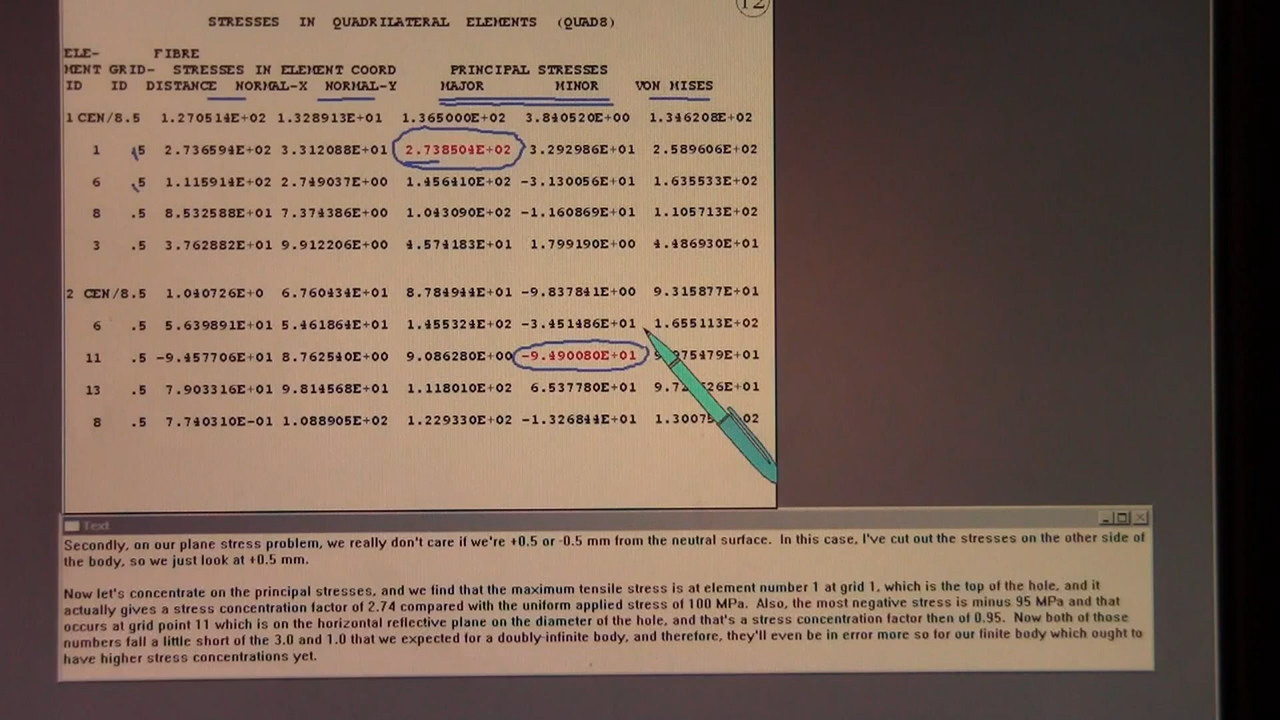 12
STRESSES IN QUADRILATERAL ELEMENTS (QUAD8)
ELE- FIBRE
MENT GRID- STRESSES IN ELEMENT COORD PRINCIPAL STRESSES
ID ID DISTANCE NORMAL-X NORMAL-Y MAJOR MINOR VON MISES
1 CEN/8.5 1.270514E+02 1.328913E+01 1.365000E+02 3.840520E+00 1.346208E+02
1 .5 2.736594E+02 3.312088E+01 2.738504E+02 3.292986E+01 2.589606E+02
6 .5 1.115914E+02 2.749037E+00 1.456410E+02 -3.130056E+01 1.635533E+02
8 .5 8.532588E+01 7.374386E+00 1.043090E+02 -1.160869E+01 1.105713E+02
3 .5 3.762882E+01 9.912206E+00 4.574183E+01 1.799190E+00 4.486930E+01
2 CEN/8.5 1.040726E+0 6.760434E+01 8.784944E+01 -9.837841E+00 9.315877E+01
6 .5 5.639891E+01 5.461864E+01 1.455324E+02 -3.451486E+01 1.655113E+02
11 .5 -9.457706E+01 8.762540E+00 9.086280E+00 -9.490080E+01
13 .5 7.903316E+01 9.814568E+01 1.118010E+02 6.537780E+01
8 .5 7.740310E-01 1.088905E+02 1.229330E+02 -1.326844E+01
Text
Secondly, on our plane stress problem, we really don't care if we're +0.5 or -0.5 mm from the neutral surface. In this case, I've cut out the stresses on the other side of
the body, so we just look at +0.5 mm.
Now let's concentrate on the principal stresses, and we find that the maximum tensile stress is at element number 1 at grid 1, which is the top of the hole, and it
actually gives a stress concentration factor of 2.74 compared with the uniform applied stress of 100 MPa. Also, the most negative stress is minus 95 MPa and that
occurs at grid point 11 which is on the horizontal reflective plane on the diameter of the hole, and that's a stress concentration factor then of 0.95. Now both of those
numbers fall a little short of the 3.0 and 1.0 that we expected for a doubly-infinite body, and therefore, they'll even be in error more so for our finite body which ought to
have higher stress concentrations yet.